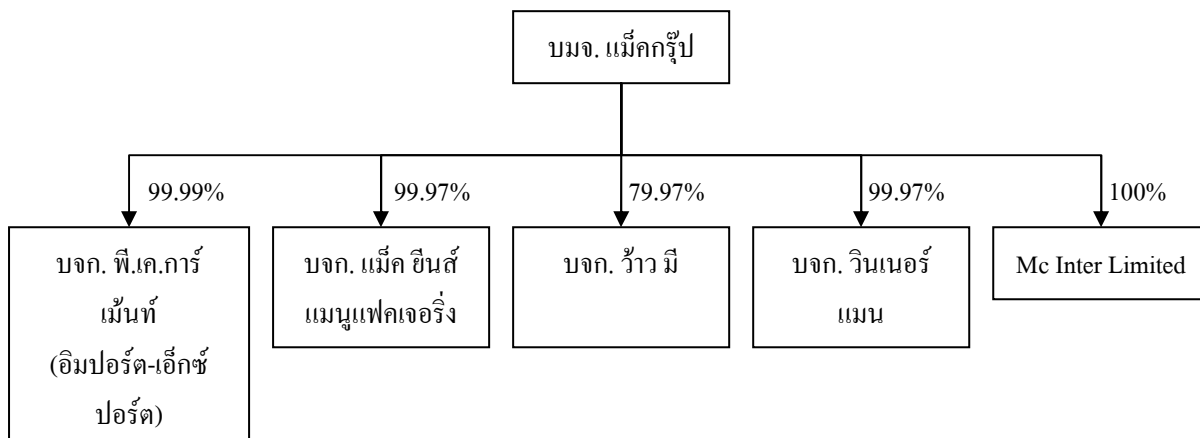 บมจ. แม็คกรุ๊ป
99.99%
99.97%
79.97%
99.97%
100%
บจก. พี.เค.การ์
เม้นท์
(อิมปอร์ต-เอ็กซ์
ปอร์ต)
บจก. แม็ค ยีนส์
แมนูแฟคเจอริ่ง
บจก. ว้าว มี
บจก. วินเนอร์
แมน
Mc Inter Limited